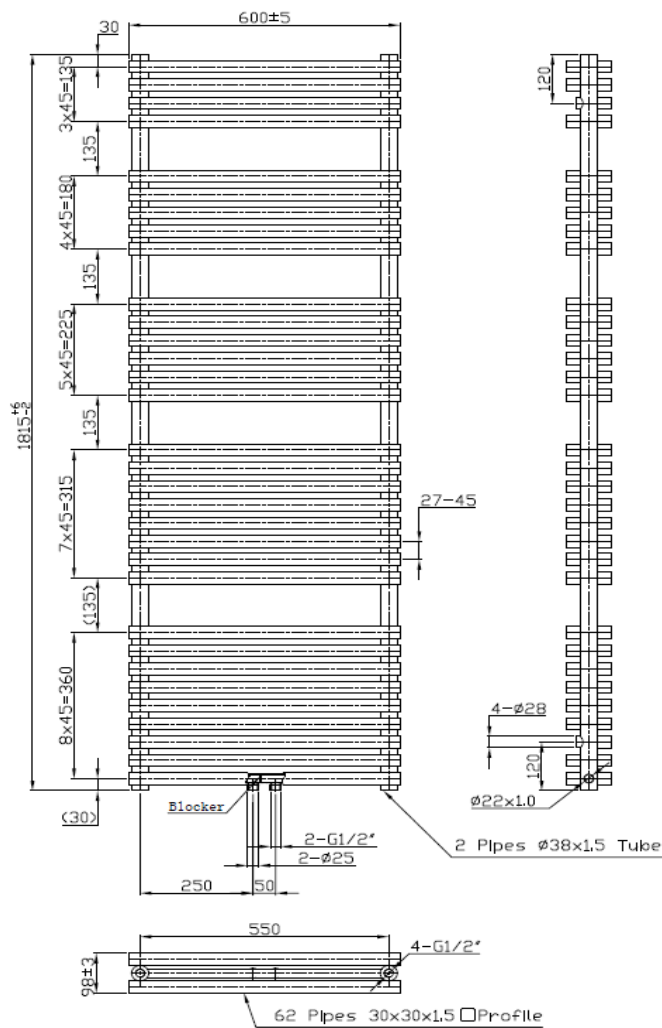 600±5
30
3x45=135
135
4x45=180
135
5x45=225
135
7x45=315
(135)
8x45=360
(30)
1815 +6 -2
120
27-45
4-Ø28
120
Ø22x1.0
Blocker
2-G1/2"
2-Ø25
250
50
2 Pipes Ø38x1.5 Tube
550
4-G1/2"
98±3
62 Pipes 30x30x1.5 □Profile